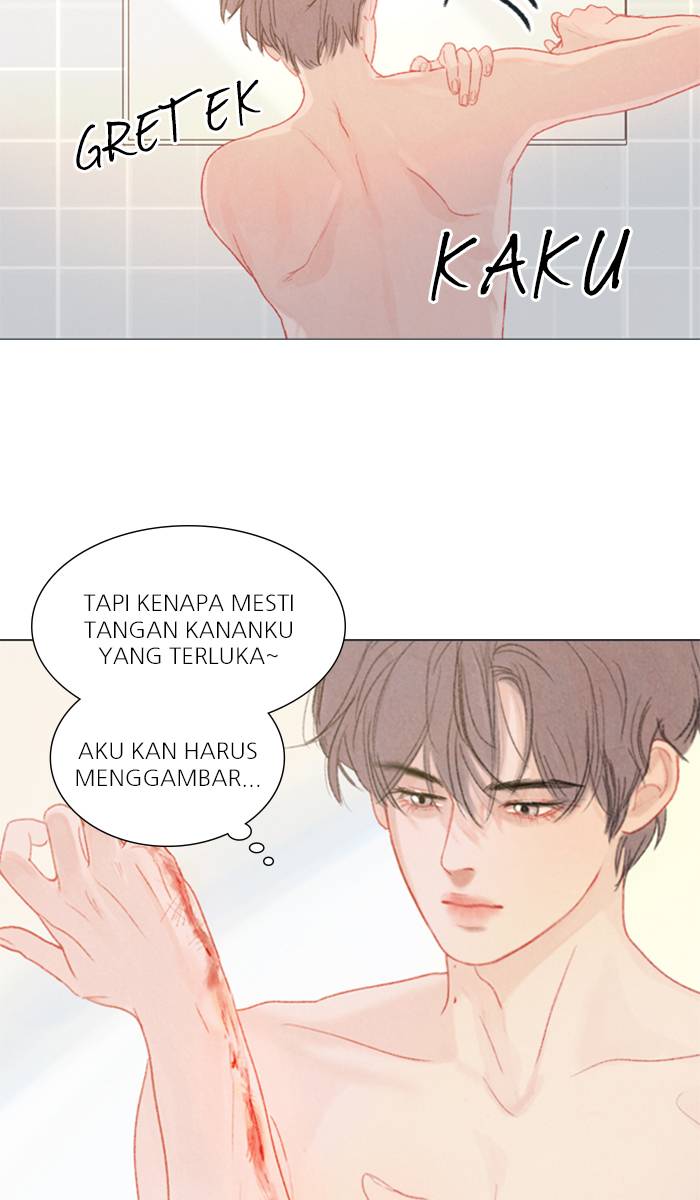 GRETEK
KAKU
TAPI KENAPA MESTI
TANGAN KANANKU
YANG TERLUKA~
AKU KAN HARUS
MENGGAMBAR...